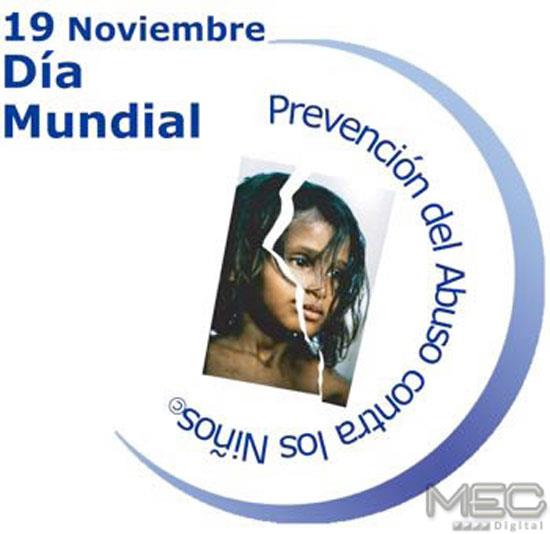 19 Noviembre
Día
Mundial
Prevención del Abuso contra los Niños©
MEC
Digital